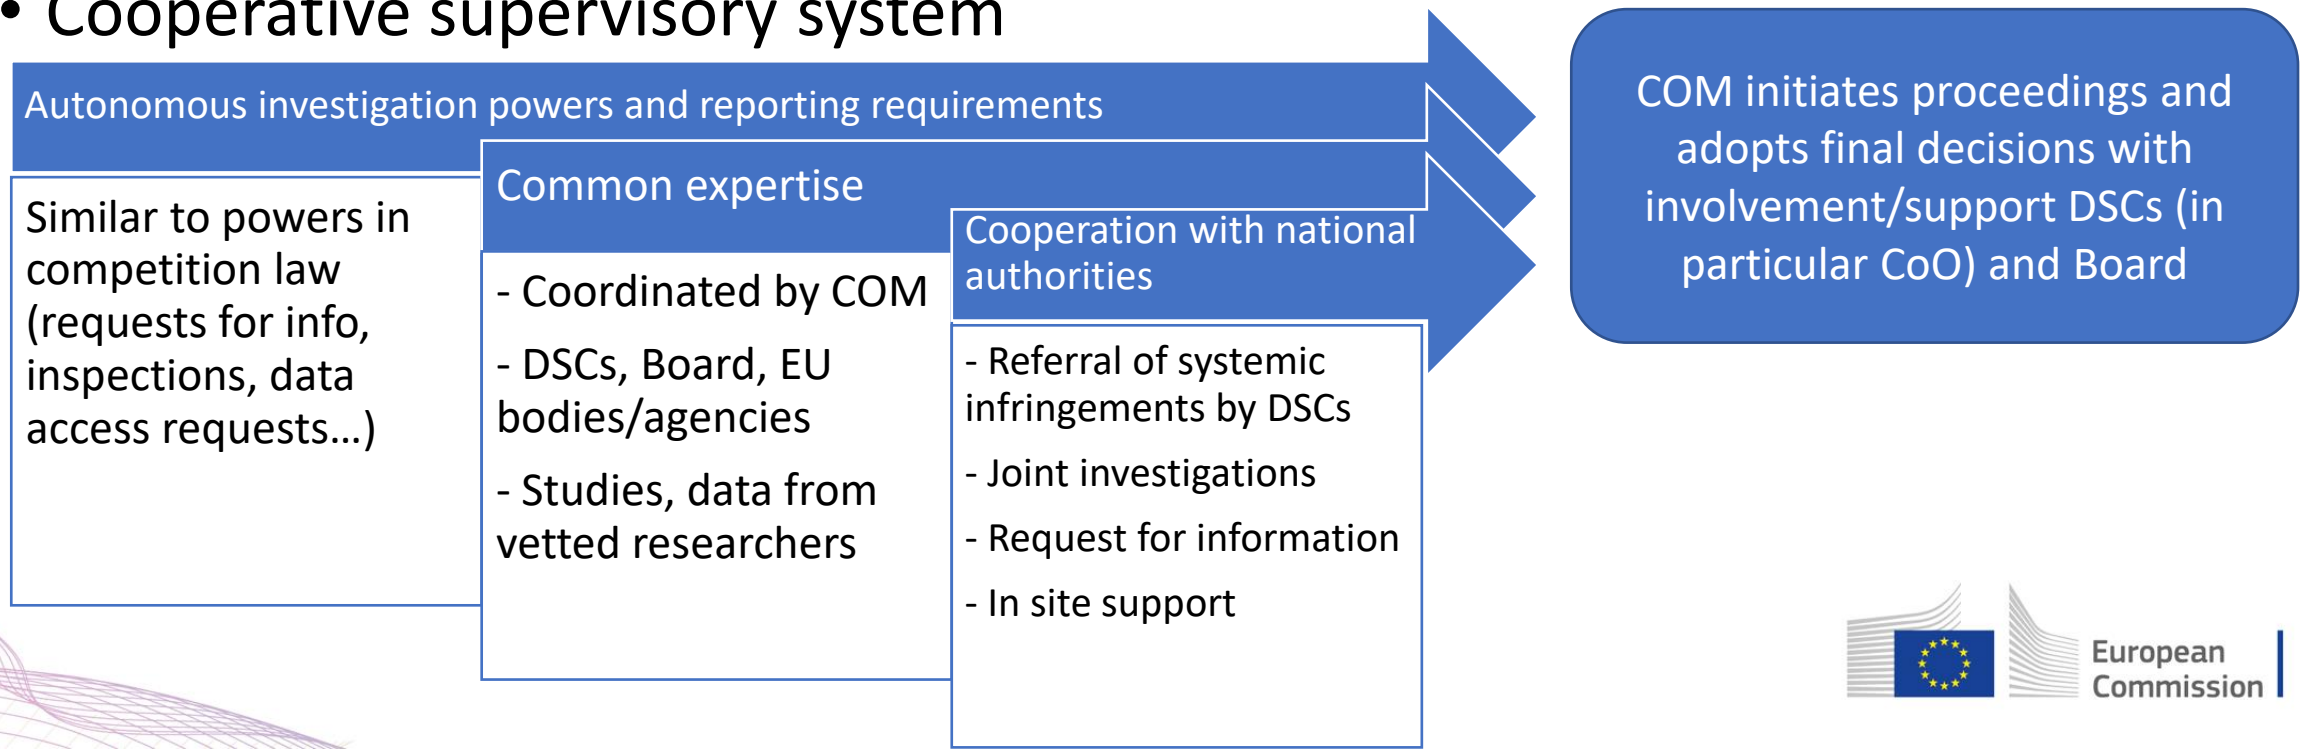 • Cooperative supervisory system
Autonomous investigation powers and reporting requirements
Similar to powers in
competition law
(requests for info,
inspections, data
access requests…)
Common expertise
- Coordinated by COM
- DSCs, Board, EU
bodies/agencies
- Studies, data from
vetted researchers
Cooperation with national
authorities
- Referral of systemic
infringements by DSCs
- Joint investigations
- Request for information
- In site support
COM initiates proceedings and
adopts final decisions with
involvement/support DSCs (in
particular CoO) and Board
European
Commission